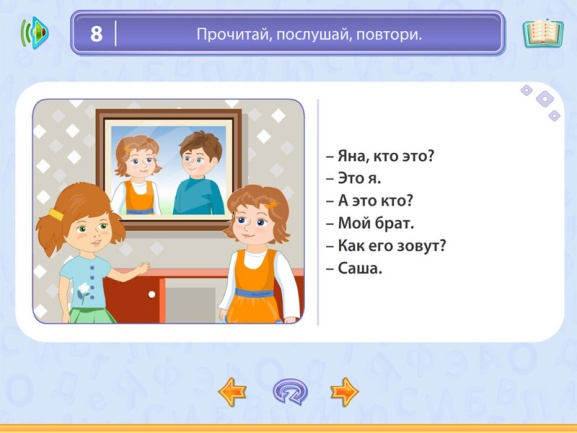 8
Прочитай, послушай, повтори.
– Яна, кто это?
– Это я.
– А это кто?
– Мой брат.
– Как его зовут?
– Саша.